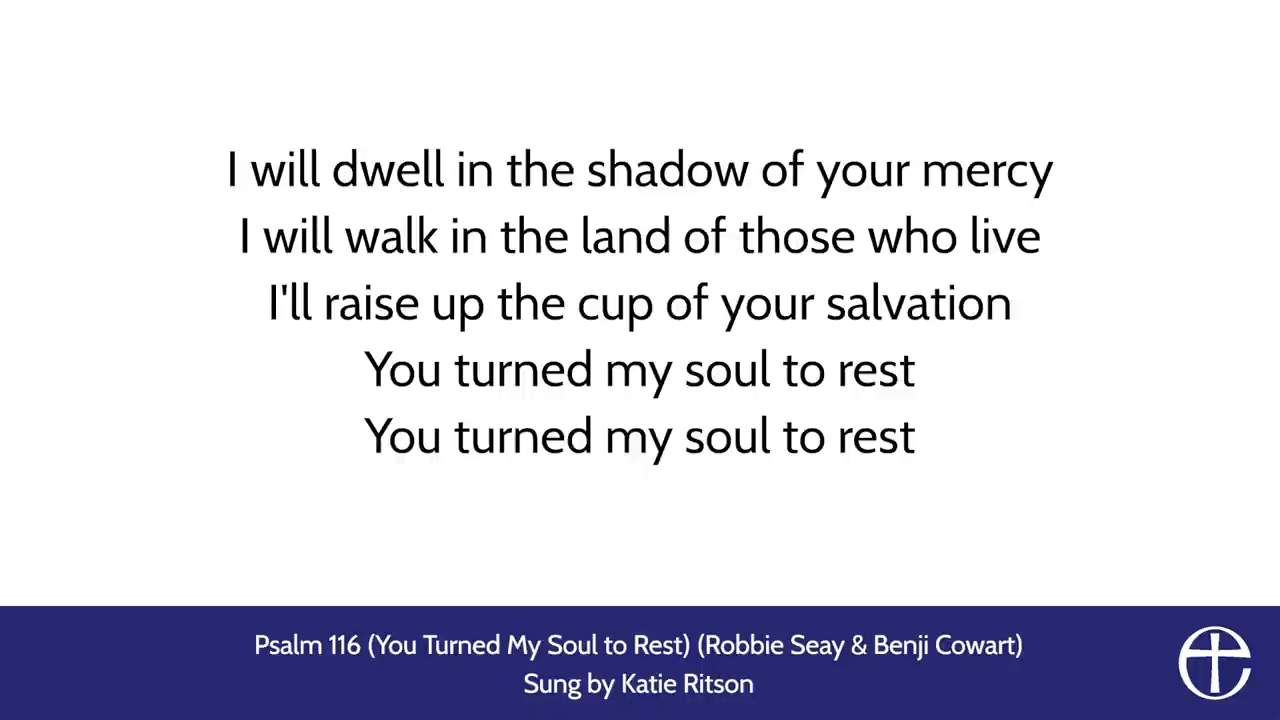 I will dwell in the shadow of your mercy
I will walk in the land of those who live
I'll raise up the cup of your salvation
You turned my soul to rest
You turned my soul to rest
Psalm 116 (You Turned My Soul to Rest) (Robbie Seay & Benji Cowart)
Sung by Katie Ritson